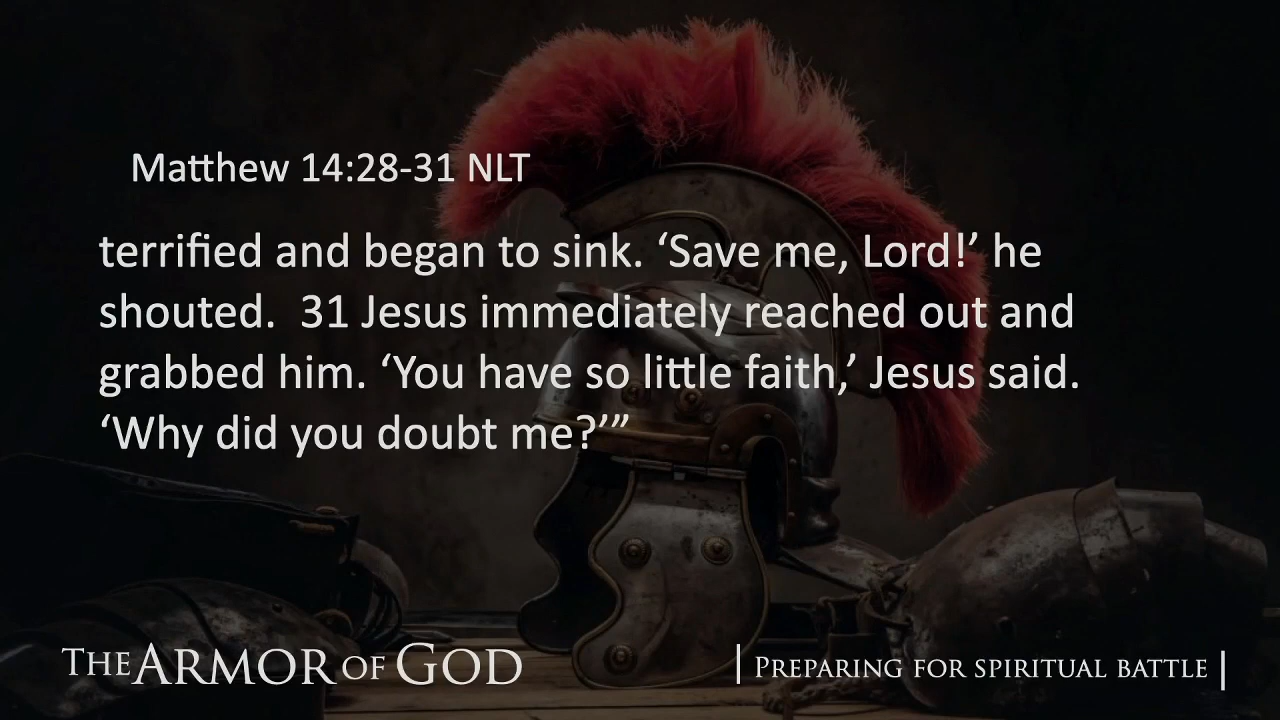 Matthew 14:28-31 NLT
terrified and began to sink. ‘Save me, Lord!’ he
shouted.  31 Jesus immediately reached out and
grabbed him. ‘You have so little faith,’ Jesus said.
‘Why did you doubt me?’”
THE ARMOR OF GOD
| PREPARING FOR SPIRITUAL BATTLE |